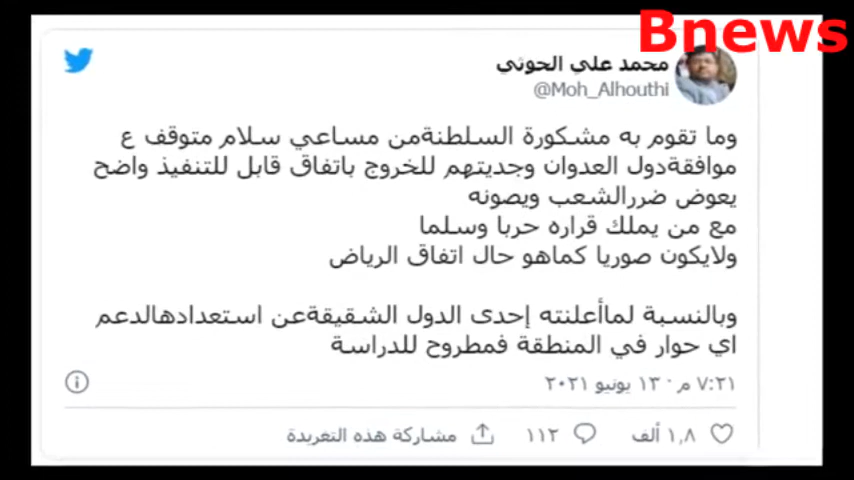 Bnews
محمد علي الحوثي
@Moh_Alhouthi
وما تقوم به مشكورة السلطنةمن مساعي سلام متوقف ع
موافقةدول العدوان وجديتهم للخروج باتفاق قابل للتنفيذ واضح
يعوض ضررالشعب ويصونه
مع من يملك قراره حربا وسلما
ولايكون صوريا كماهو حال اتفاق الرياض
وبالنسبة لماأعلنته إحدى الدول الشقيقةعن استعدادهالدعم
اي حوار في المنطقة فمطروح للدراسة
٧:٢١ م · ١٣ يونيو ٢٠٢١
١,٨ ألف ١١٢ مشاركة هذه التغريدة